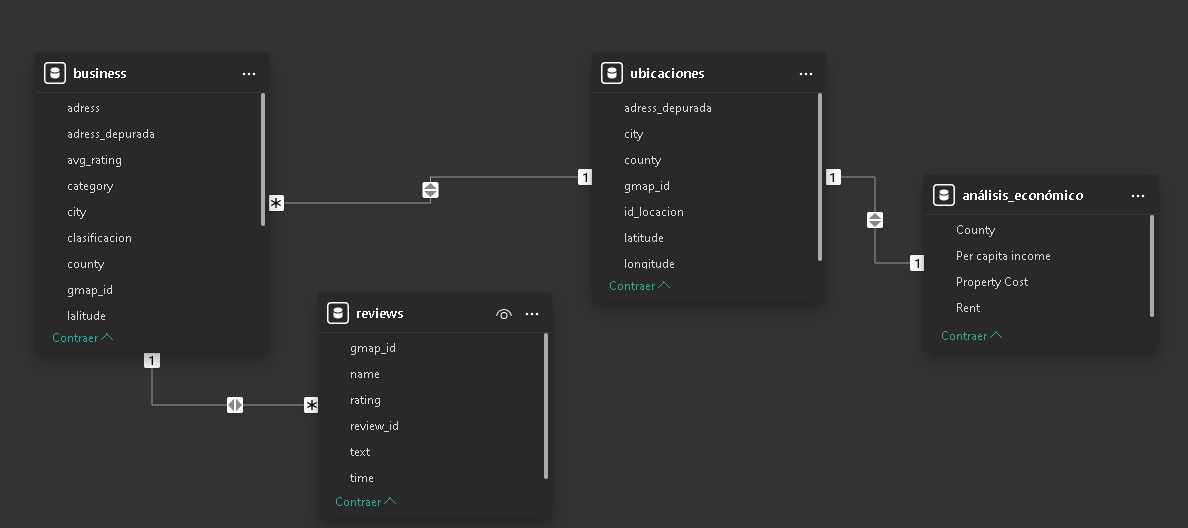 business
...
adress
adress_depurada
avg_rating
category
city
clasificacion
county
gmap_id
lalitude
Contraer
ubicaciones
...
adress_depurada
city
county
gmap_id
id_locacion
latitude
longitude
Contraer
análisis_económico
...
County
Per capita income
Property Cost
Rent
Contraer
reviews
...
gmap_id
name
rating
review_id
text
time
Contraer
*
1
1
1
1
*